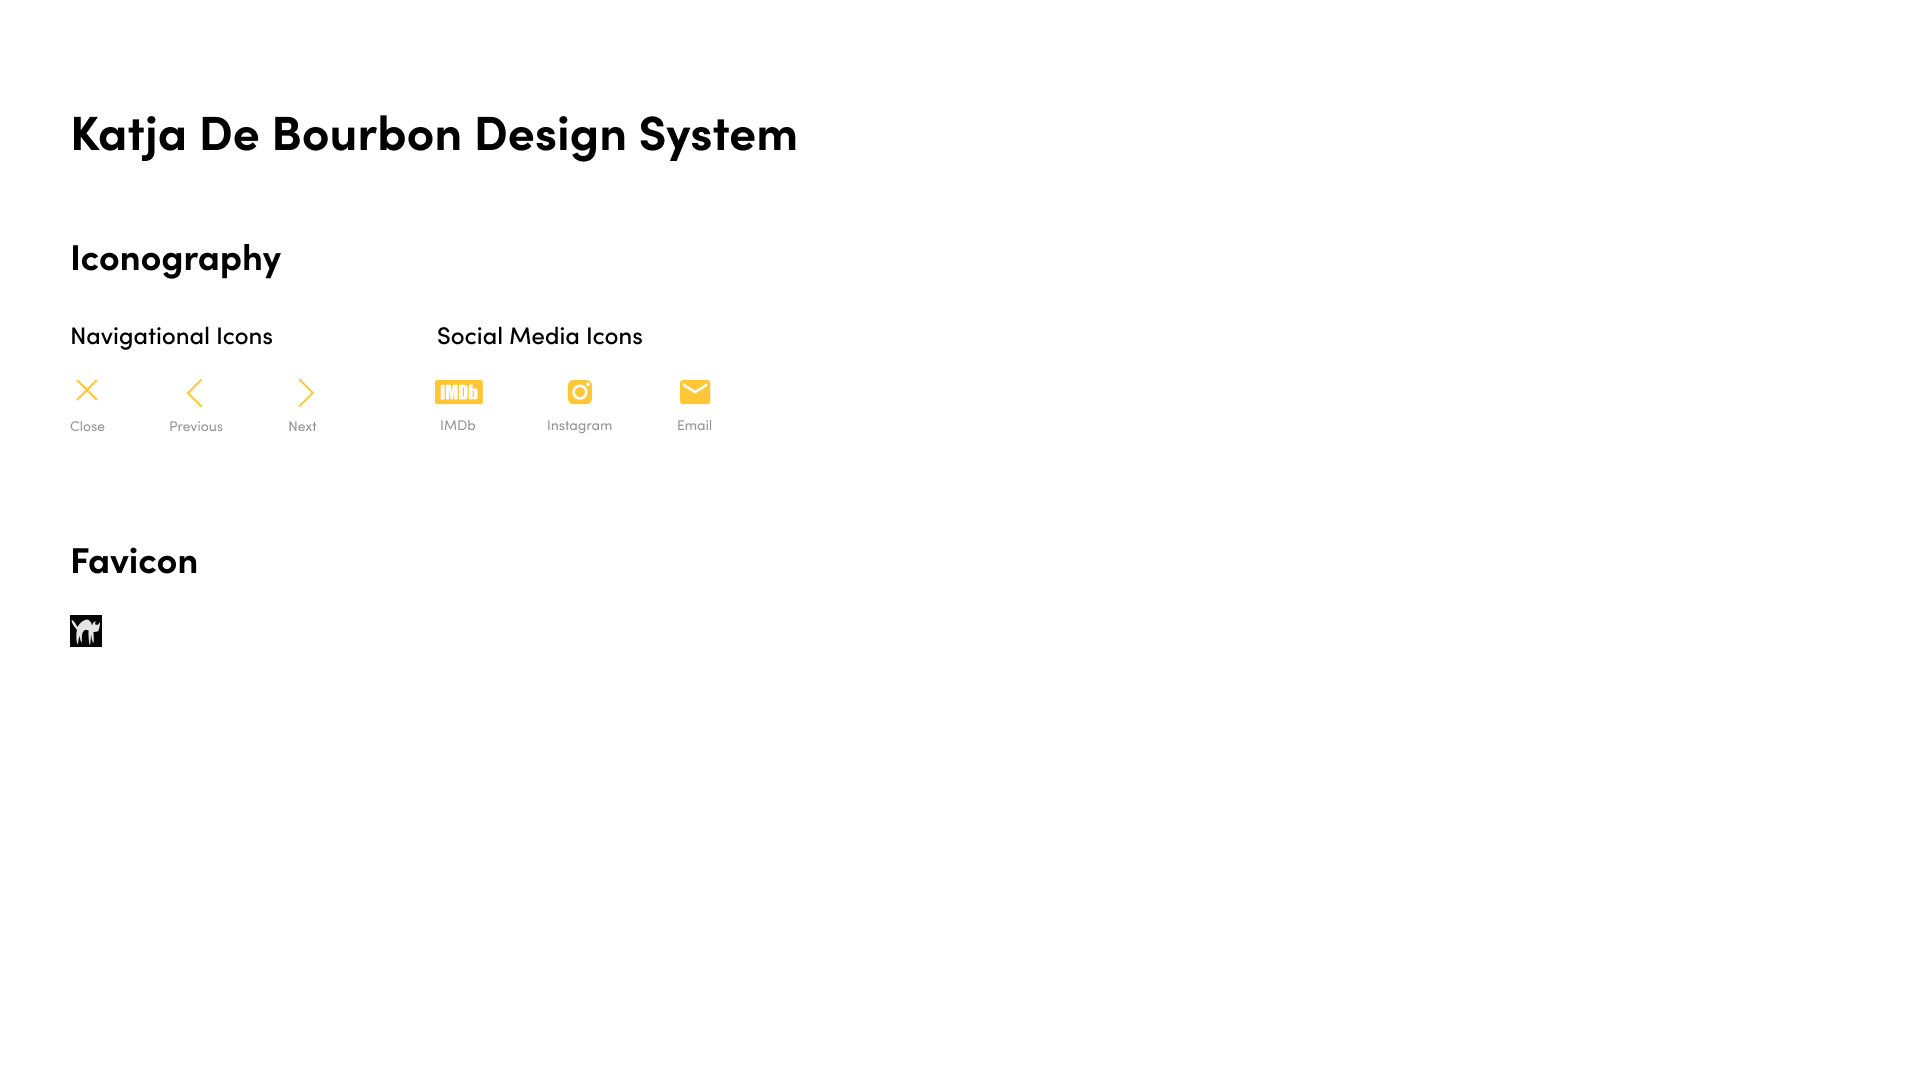 Katja De Bourbon Design System
Iconography
Navigational Icons
Close
Previous
Next
Social Media Icons
IMDb
IMDb
Instagram
Email
Favicon